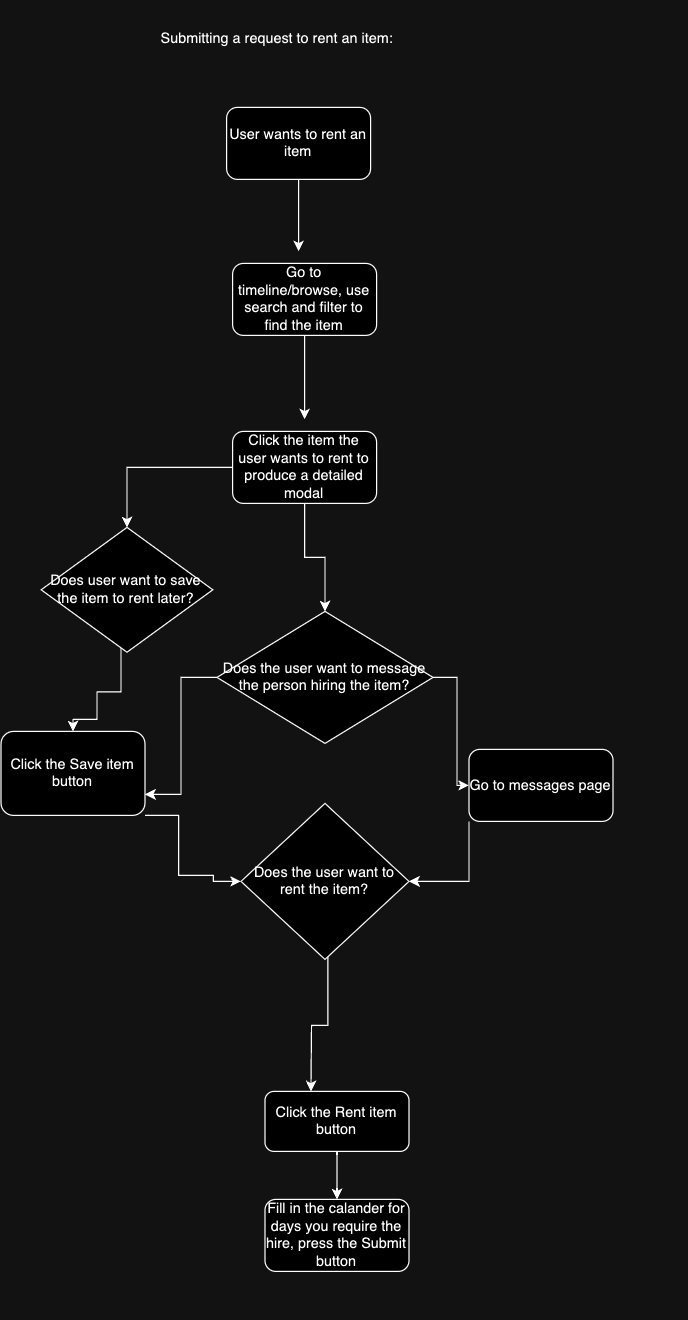 Submitting a request to rent an item:
User wants to rent an
item
Go to
timeline/browse, use
search and filter to
find the item
Click the item the
user wants to rent to
produce a detailed
modal
Does user want to save
the item to rent later?
Does the user want to message
the person hiring the item?
Click the Save item
button
Go to messages page
Does the user want to
rent the item?
Click the Rent item
button
Fill in the calander for
days you require the
hire, press the Submit
button